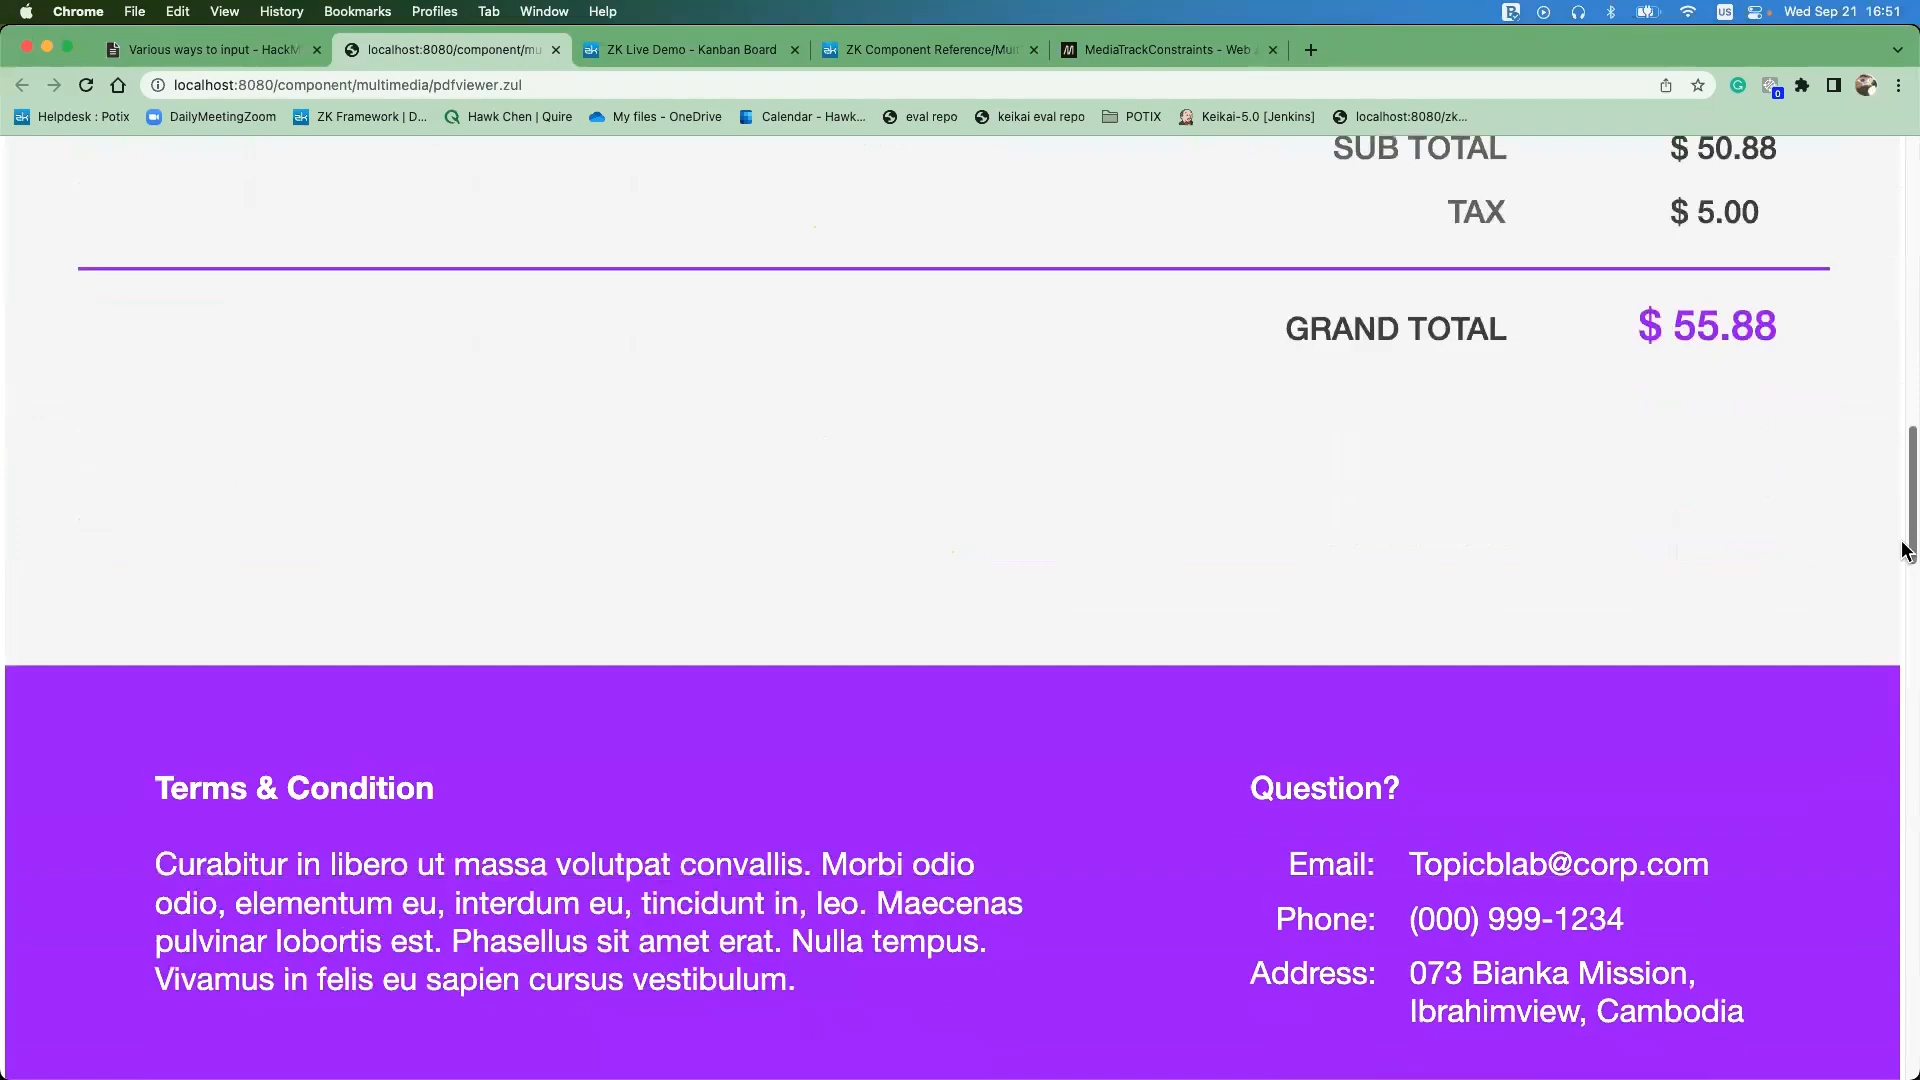 Chrome File Edit View History Bookmarks Profiles Tab Window Help US Wed Sep 21 16:51
Various ways to input - HackM localhost:8080/component/mu ZK Live Demo - Kanban Board ZK Component Reference/Mult MediaTrackConstraints - Web
localhost:8080/component/multimedia/pdfviewer.zul 0
Helpdesk : Potix DailyMeetingZoom ZK Framework | D... Hawk Chen | Quire My files - OneDrive Calendar - Hawk... eval repo keikai eval repo POTIX Keikai-5.0 [Jenkins] localhost:8080/zk...
SUB TOTAL $ 50.88
TAX $ 5.00
GRAND TOTAL $ 55.88
Terms & Condition
Curabitur in libero ut massa volutpat convallis. Morbi odio
odio, elementum eu, interdum eu, tincidunt in, leo. Maecenas
pulvinar lobortis est. Phasellus sit amet erat. Nulla tempus.
Vivamus in felis eu sapien cursus vestibulum.
Question?
Email: Topicblab@corp.com
Phone: (000) 999-1234
Address: 073 Bianka Mission,
Ibrahimview, Cambodia